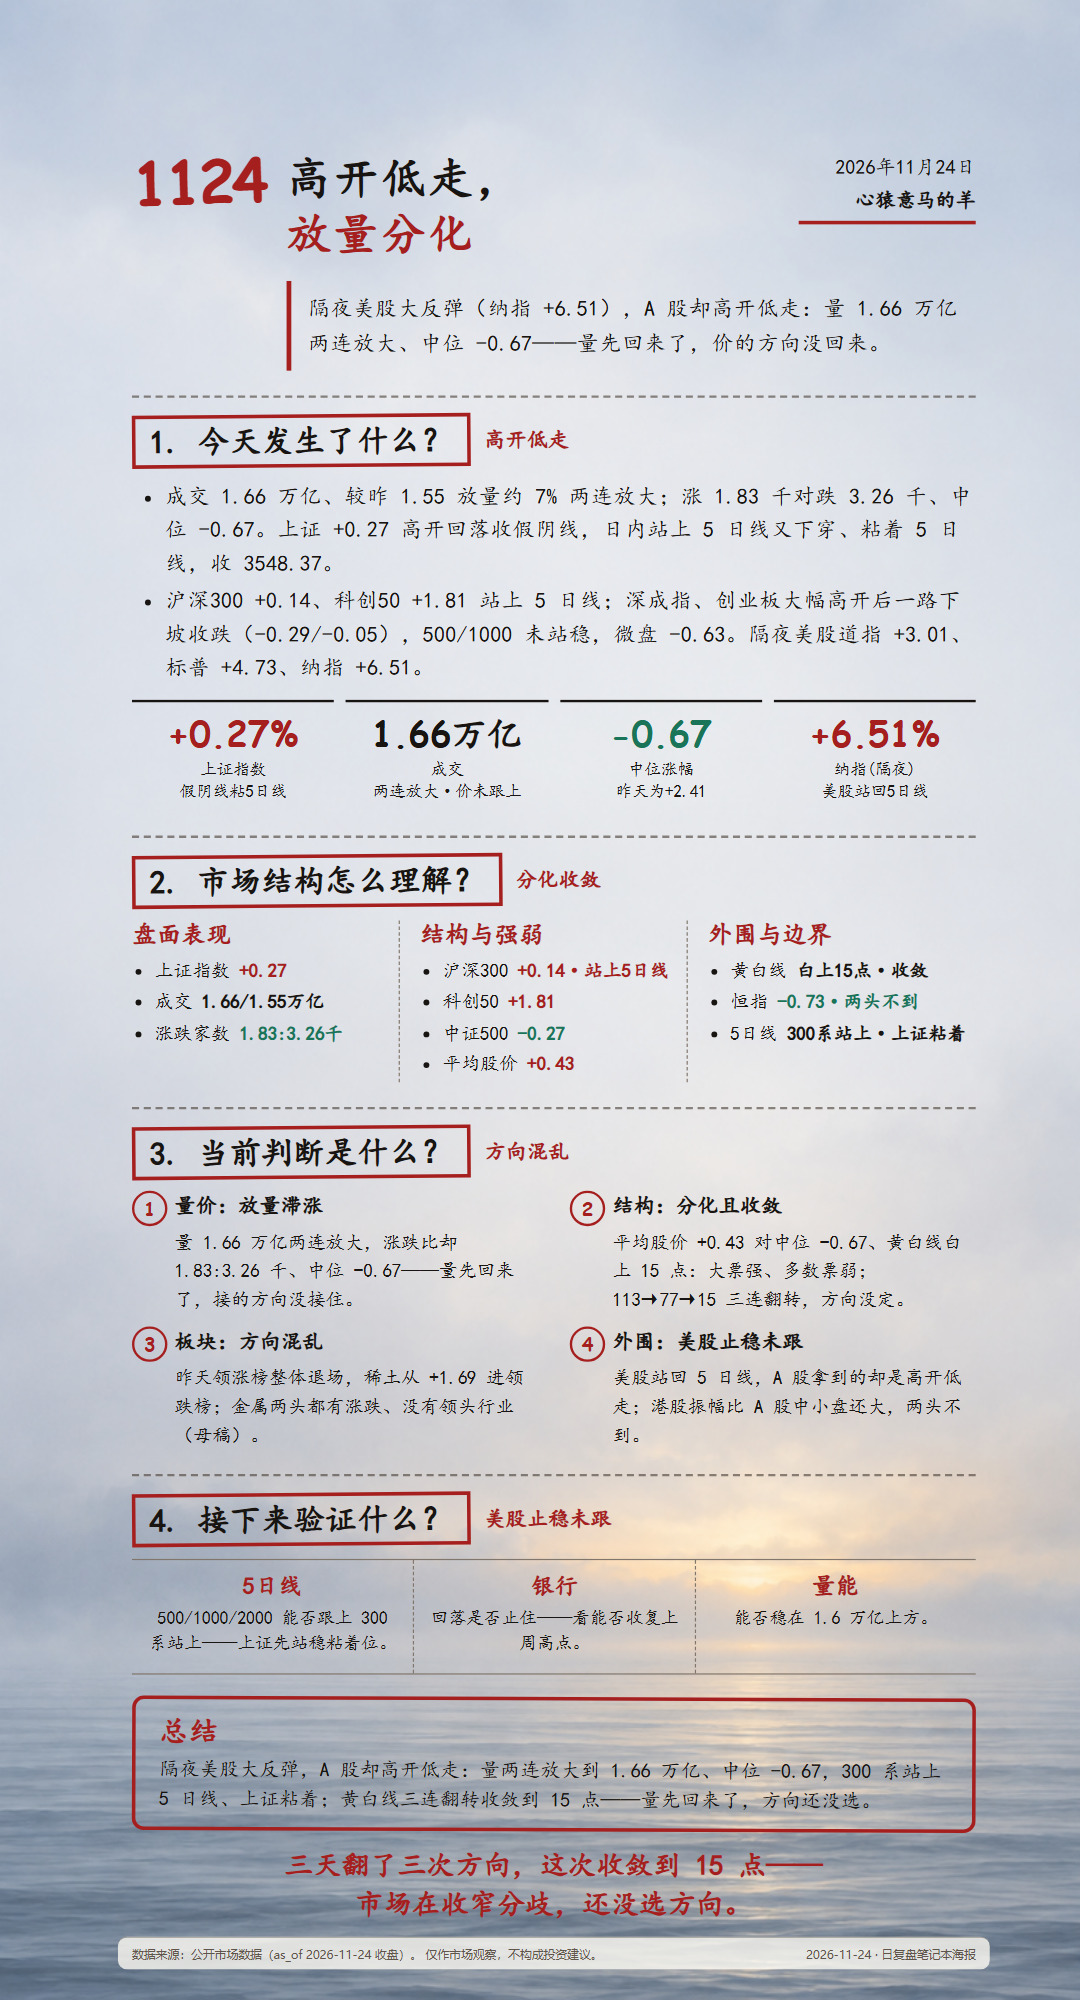 1124 高开低走，
放量分化
2026年11月24日
心猿意马的羊
隔夜美股大反弹（纳指 +6.51），A 股却高开低走：量 1.66 万亿
两连放大、中位 −0.67——量先回来了，价的方向没回来。
1. 今天发生了什么？ 高开低走
• 成交 1.66 万亿、较昨 1.55 放量约 7% 两连放大；涨 1.83 千对跌 3.26 千、中
位 −0.67。上证 +0.27 高开回落收假阴线，日内站上 5 日线又下穿、粘着 5 日
线，收 3548.37。
• 沪深300 +0.14、科创50 +1.81 站上 5 日线；深成指、创业板大幅高开后一路下
坡收跌（−0.29/−0.05），500/1000 未站稳，微盘 −0.63。隔夜美股道指 +3.01、
标普 +4.73、纳指 +6.51。
+0.27%
上证指数
假阴线粘5日线
1.66万亿
成交
两连放大·价未跟上
−0.67
中位涨幅
昨天为+2.41
+6.51%
纳指(隔夜)
美股站回5日线
2. 市场结构怎么理解？ 分化收敛
盘面表现
• 上证指数 +0.27
• 成交 1.66/1.55万亿
• 涨跌家数 1.83:3.26千
结构与强弱
• 沪深300 +0.14·站上5日线
• 科创50 +1.81
• 中证500 −0.27
• 平均股价 +0.43
外围与边界
• 黄白线 白上15点·收敛
• 恒指 −0.73·两头不到
• 5日线 300系站上·上证粘着
3. 当前判断是什么？ 方向混乱
1 量价：放量滞涨
量 1.66 万亿两连放大，涨跌比却
1.83:3.26 千、中位 −0.67——量先回来
了，接的方向没接住。
2 结构：分化且收敛
平均股价 +0.43 对中位 −0.67、黄白线白
上 15 点：大票强、多数票弱；
113→77→15 三连翻转，方向没定。
3 板块：方向混乱
昨天领涨榜整体退场，稀土从 +1.69 进领
跌榜；金属两头都有涨跌、没有领头行业
（母稿）。
4 外围：美股止稳未跟
美股站回 5 日线，A 股拿到的却是高开低
走；港股振幅比 A 股中小盘还大，两头不
到。
4. 接下来验证什么？ 美股止稳未跟
5日线
500/1000/2000 能否跟上 300
系站上——上证先站稳粘着位。
银行
回落是否止住——看能否收复上
周高点。
量能
能否稳在 1.6 万亿上方。
总结
隔夜美股大反弹，A 股却高开低走：量两连放大到 1.66 万亿、中位 −0.67，300 系站上
5 日线、上证粘着；黄白线三连翻转收敛到 15 点——量先回来了，方向还没选。
三天翻了三次方向，这次收敛到 15 点——
市场在收窄分歧，还没选方向。
数据来源：公开市场数据（as_of 2026-11-24 收盘）。仅作市场观察，不构成投资建议。
2026-11-24 · 日复盘笔记本海报